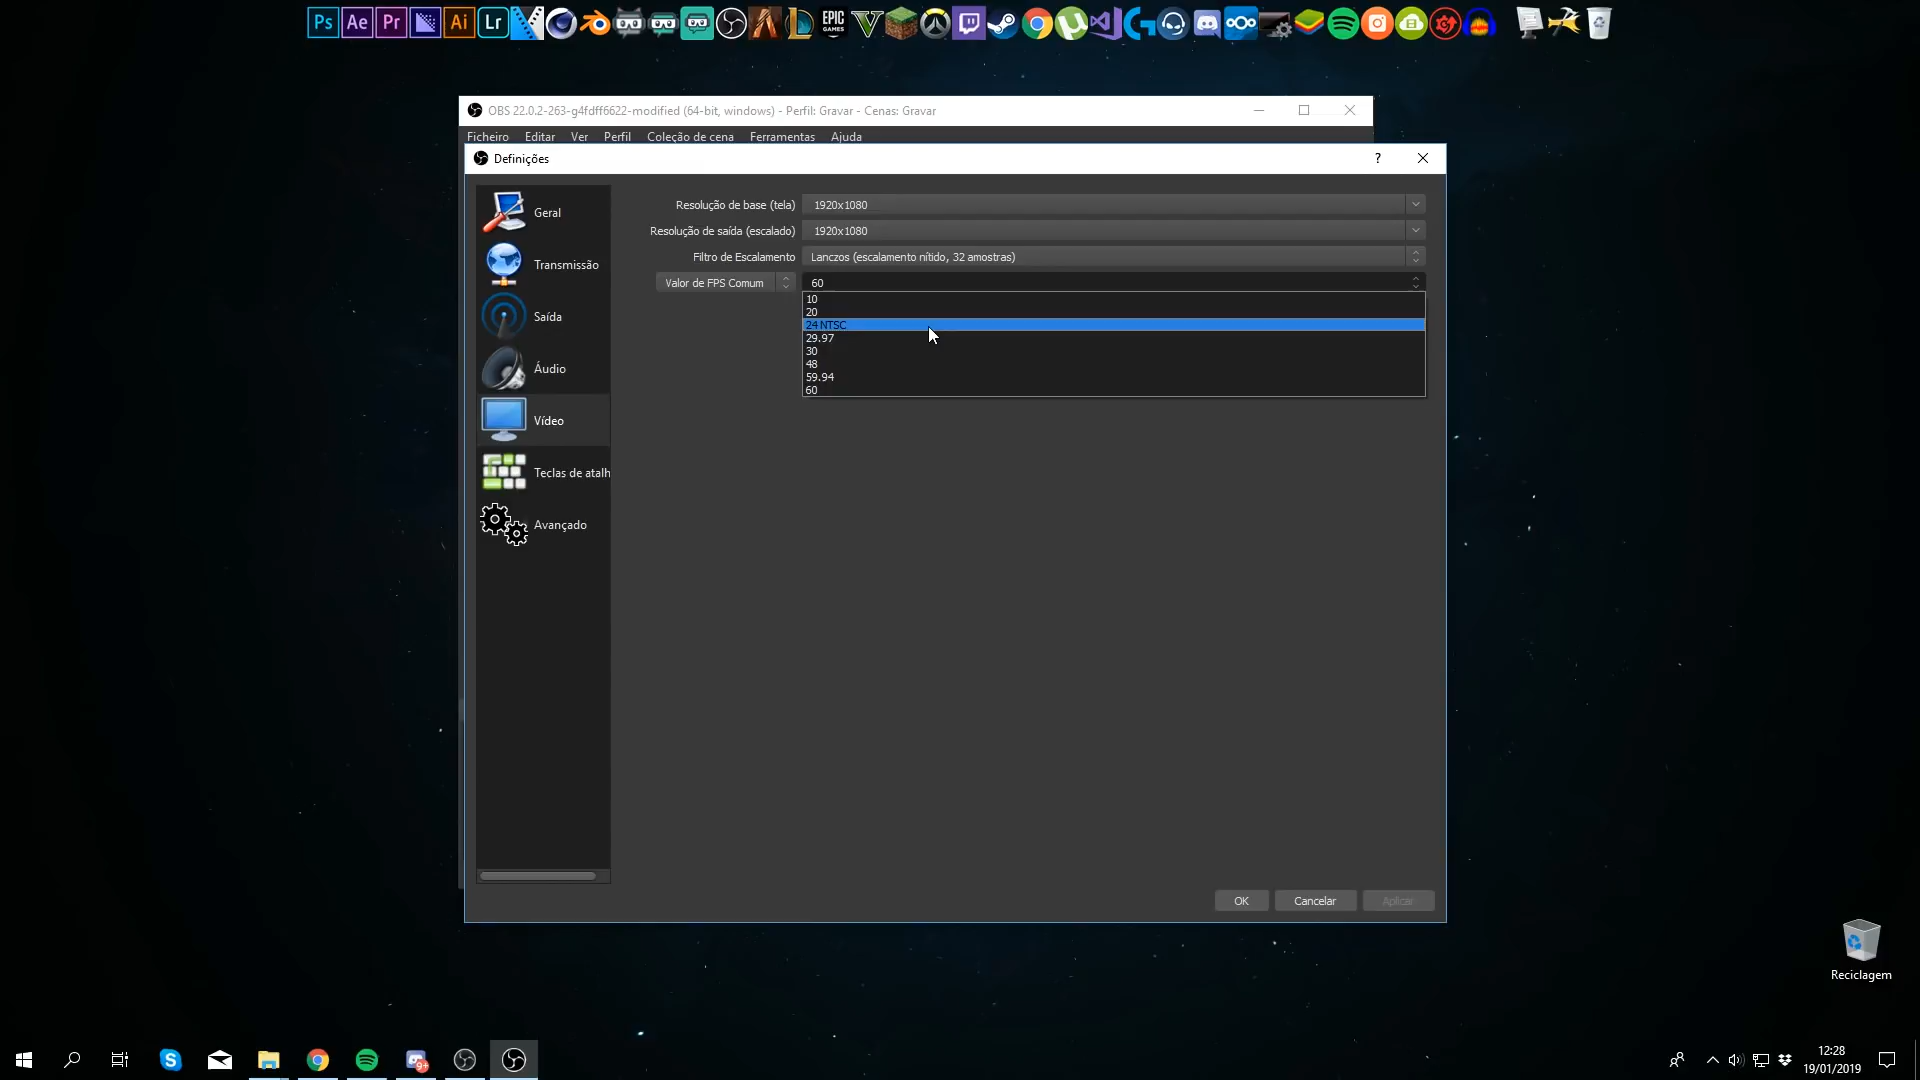 Ps Ae Pr Ai Lr EPIC GAMES
OBS 22.0.2-263-g4fdff6622-modified (64-bit, windows) - Perfil: Gravar - Cenas: Gravar
Ficheiro Editar Ver Perfil Coleção de cena Ferramentas Ajuda
Definições ?
Geral
Transmissão
Saída
Áudio
Vídeo
Teclas de atalh
Avançado
Resolução de base (tela) 1920x1080
Resolução de saída (escalado) 1920x1080
Filtro de Escalamento Lanczos (escalamento nítido, 32 amostras)
Valor de FPS Comum 60
10
20
24 NTSC
29.97
30
48
59.94
60
OK Cancelar Aplicar
Reciclagem
9+
12:28
19/01/2019